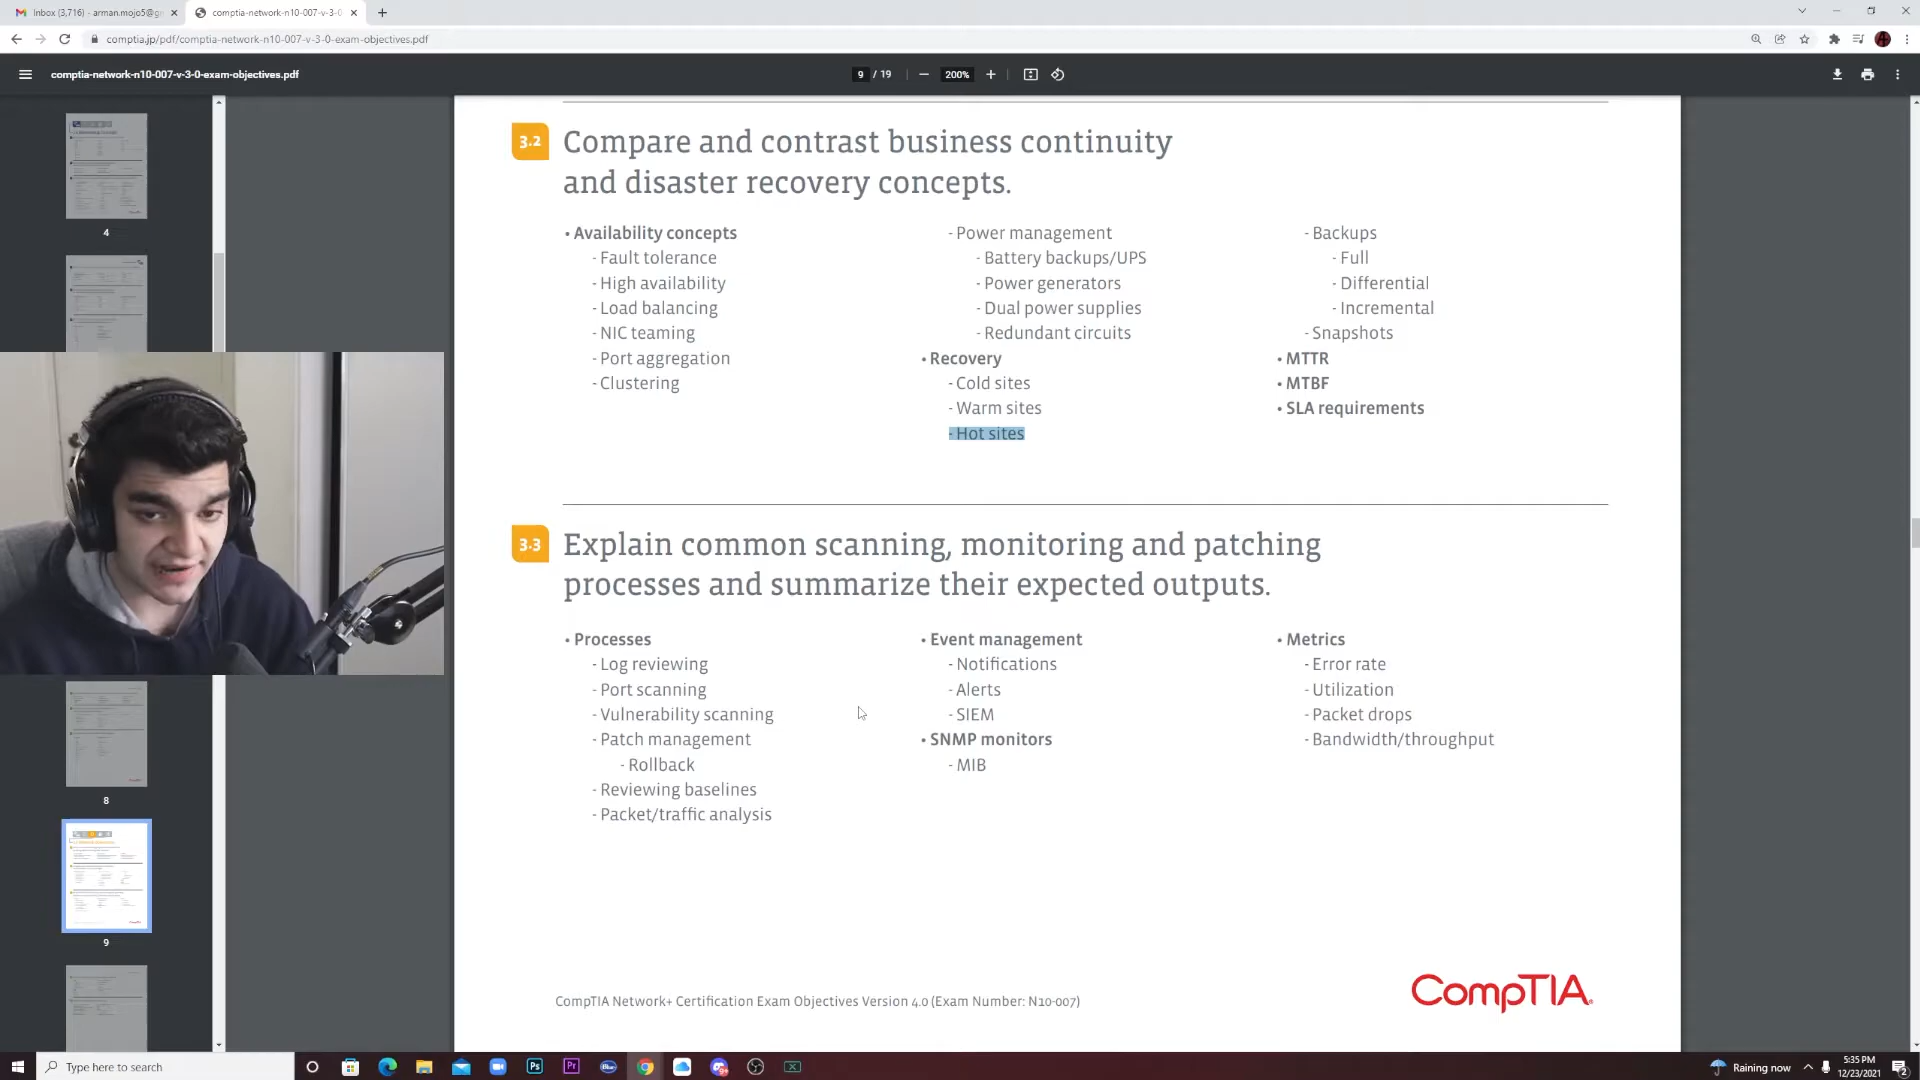 Inbox (3,716) - arman.mojo5@gm
comptia-network-n10-007-v-3-0
comptia.jp/pdf/comptia-network-n10-007-v-3-0-exam-objectives.pdf
comptia-network-n10-007-v-3-0-exam-objectives.pdf
9 / 19
200%
4
8
9
3.2 Compare and contrast business continuity
and disaster recovery concepts.
• Availability concepts
- Fault tolerance
- High availability
- Load balancing
- NIC teaming
- Port aggregation
- Clustering
- Power management
- Battery backups/UPS
- Power generators
- Dual power supplies
- Redundant circuits
• Recovery
- Cold sites
- Warm sites
- Hot sites
- Backups
- Full
- Differential
- Incremental
- Snapshots
• MTTR
• MTBF
• SLA requirements
3.3 Explain common scanning, monitoring and patching
processes and summarize their expected outputs.
• Processes
- Log reviewing
- Port scanning
- Vulnerability scanning
- Patch management
- Rollback
- Reviewing baselines
- Packet/traffic analysis
• Event management
- Notifications
- Alerts
- SIEM
• SNMP monitors
- MIB
• Metrics
- Error rate
- Utilization
- Packet drops
- Bandwidth/throughput
CompTIA Network+ Certification Exam Objectives Version 4.0 (Exam Number: N10-007)
CompTIA.
Type here to search
Ps
Pr
Blue
Raining now
5:35 PM
12/23/2021
2